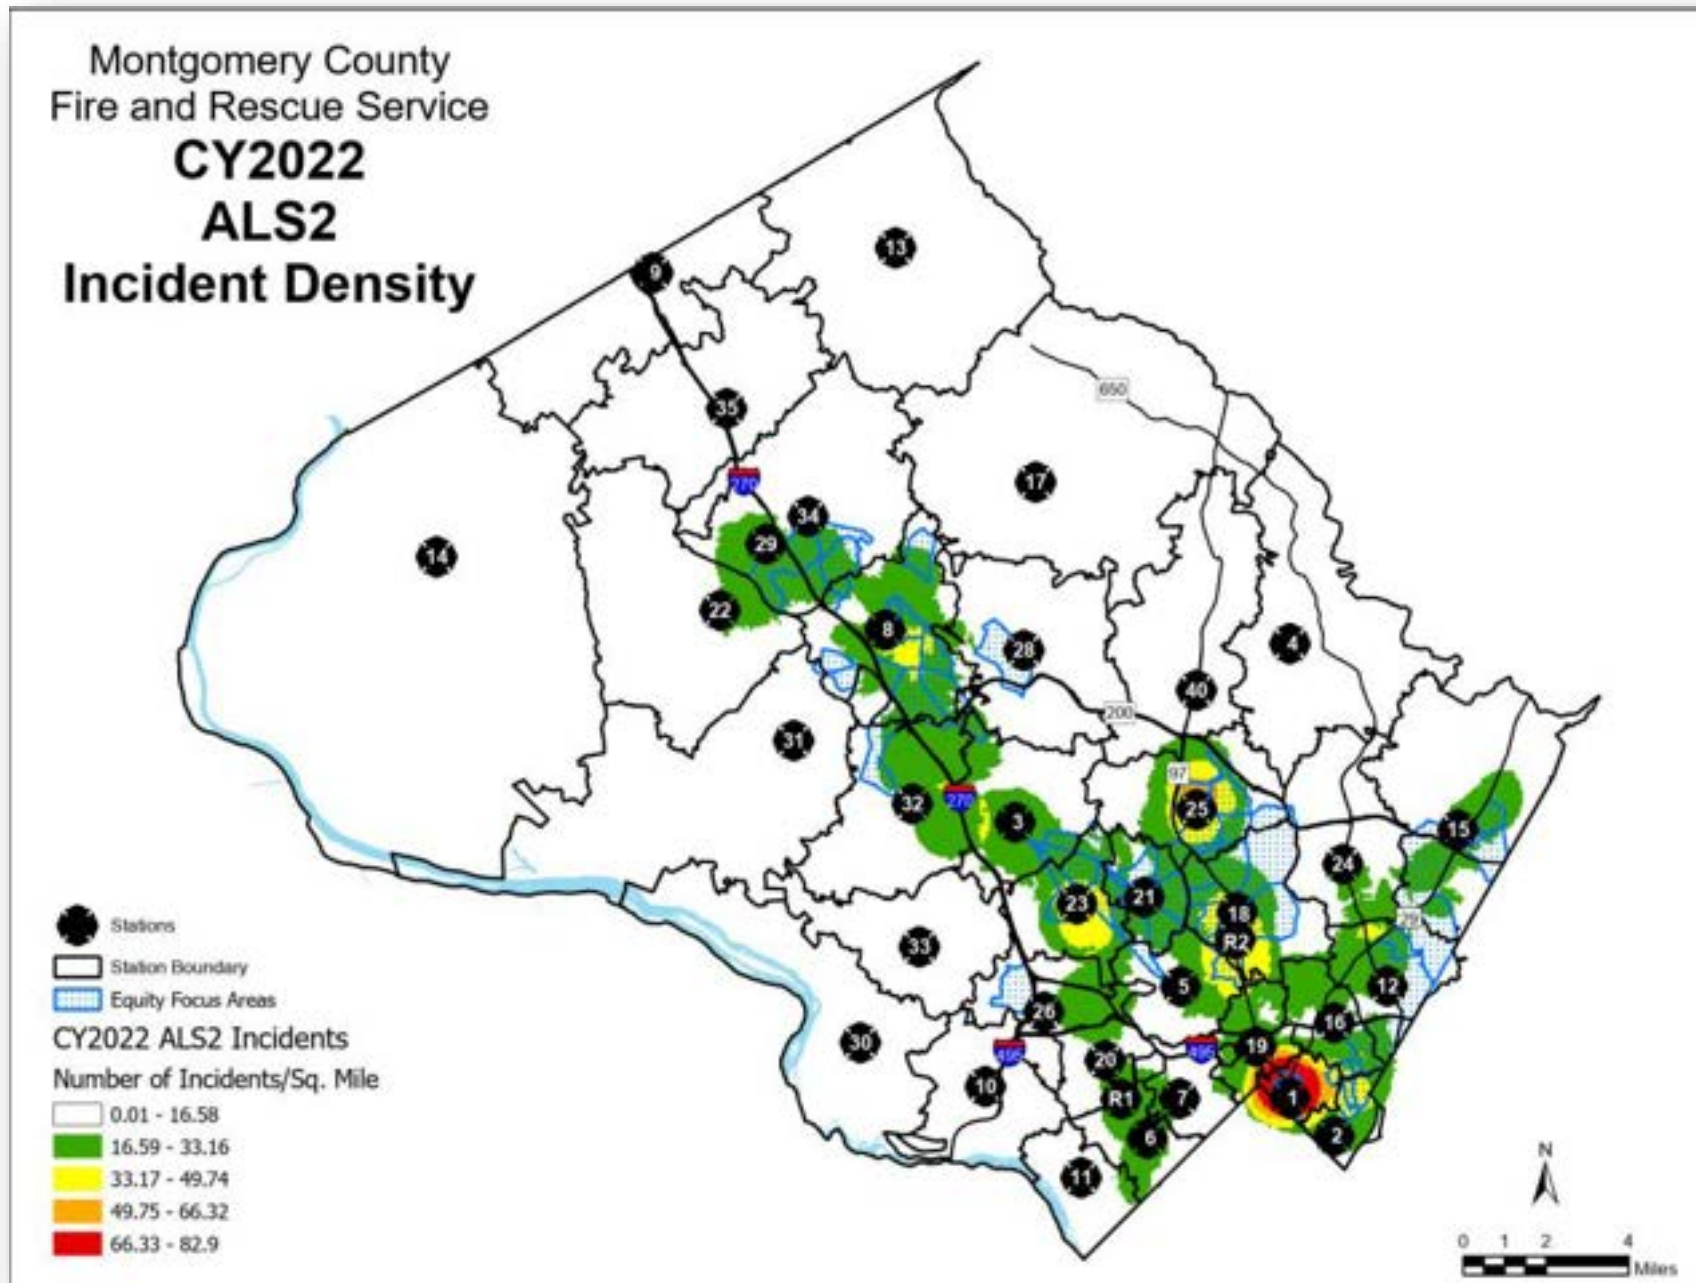 Montgomery County
Fire and Rescue Service
CY2022
ALS2
Incident Density
13
9
650
35
270
17
34
14
29
22
8
28
4
40
200
31
97
32
270
3
25
15
24
23
21
18
29
33
R2
5
12
26
16
30
495
495
19
20
10
R1
7
1
2
6
11
Stations
Station Boundary
Equity Focus Areas
CY2022 ALS2 Incidents
Number of Incidents/Sq. Mile
0.01 - 16.58
16.59 - 33.16
33.17 - 49.74
49.75 - 66.32
66.33 - 82.9
N
0 1 2 4
Miles